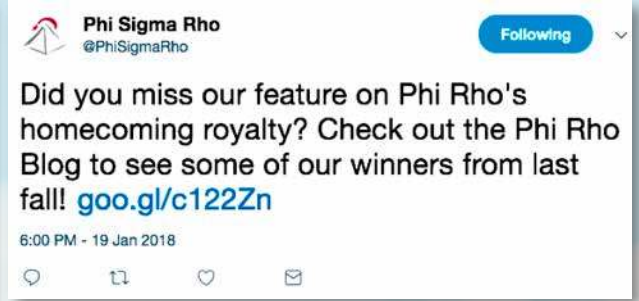 Phi Sigma Rho
@PhiSigmaRho
Following
Did you miss our feature on Phi Rho's
homecoming royalty? Check out the Phi Rho
Blog to see some of our winners from last
fall! goo.gl/c122Zn
6:00 PM - 19 Jan 2018